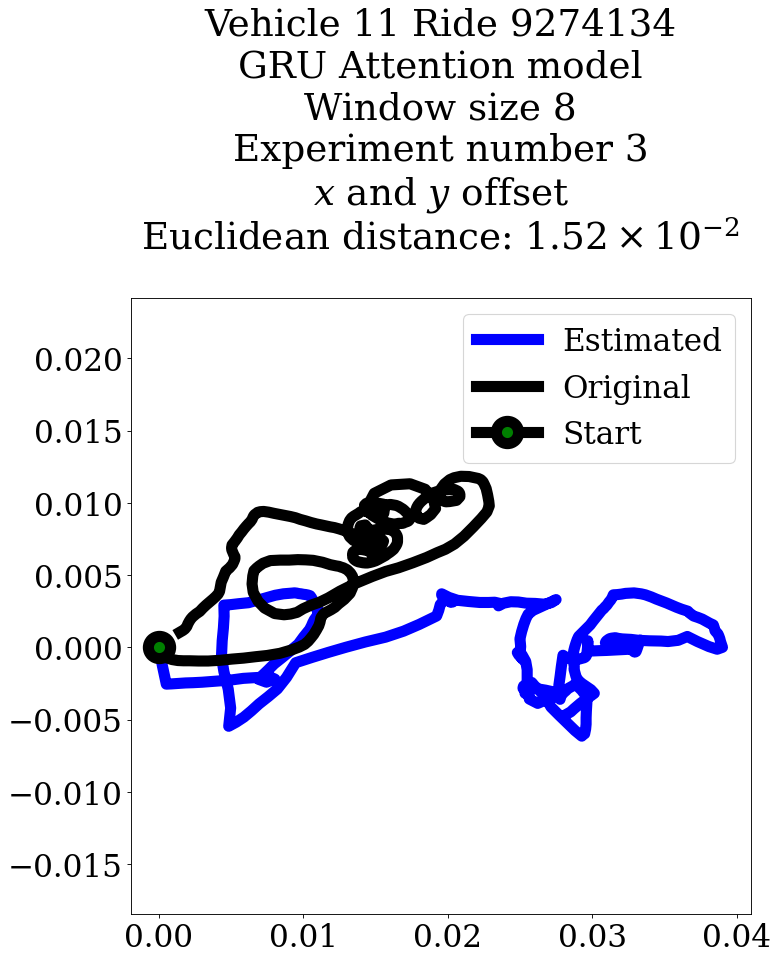 Vehicle 11 Ride 9274134
GRU Attention model
Window size 8
Experiment number 3
x and y offset
Euclidean distance: 1.52 × 10⁻²
Estimated
Original
Start
0.020
0.015
0.010
0.005
0.000
−0.005
−0.010
−0.015
0.00 0.01 0.02 0.03 0.04